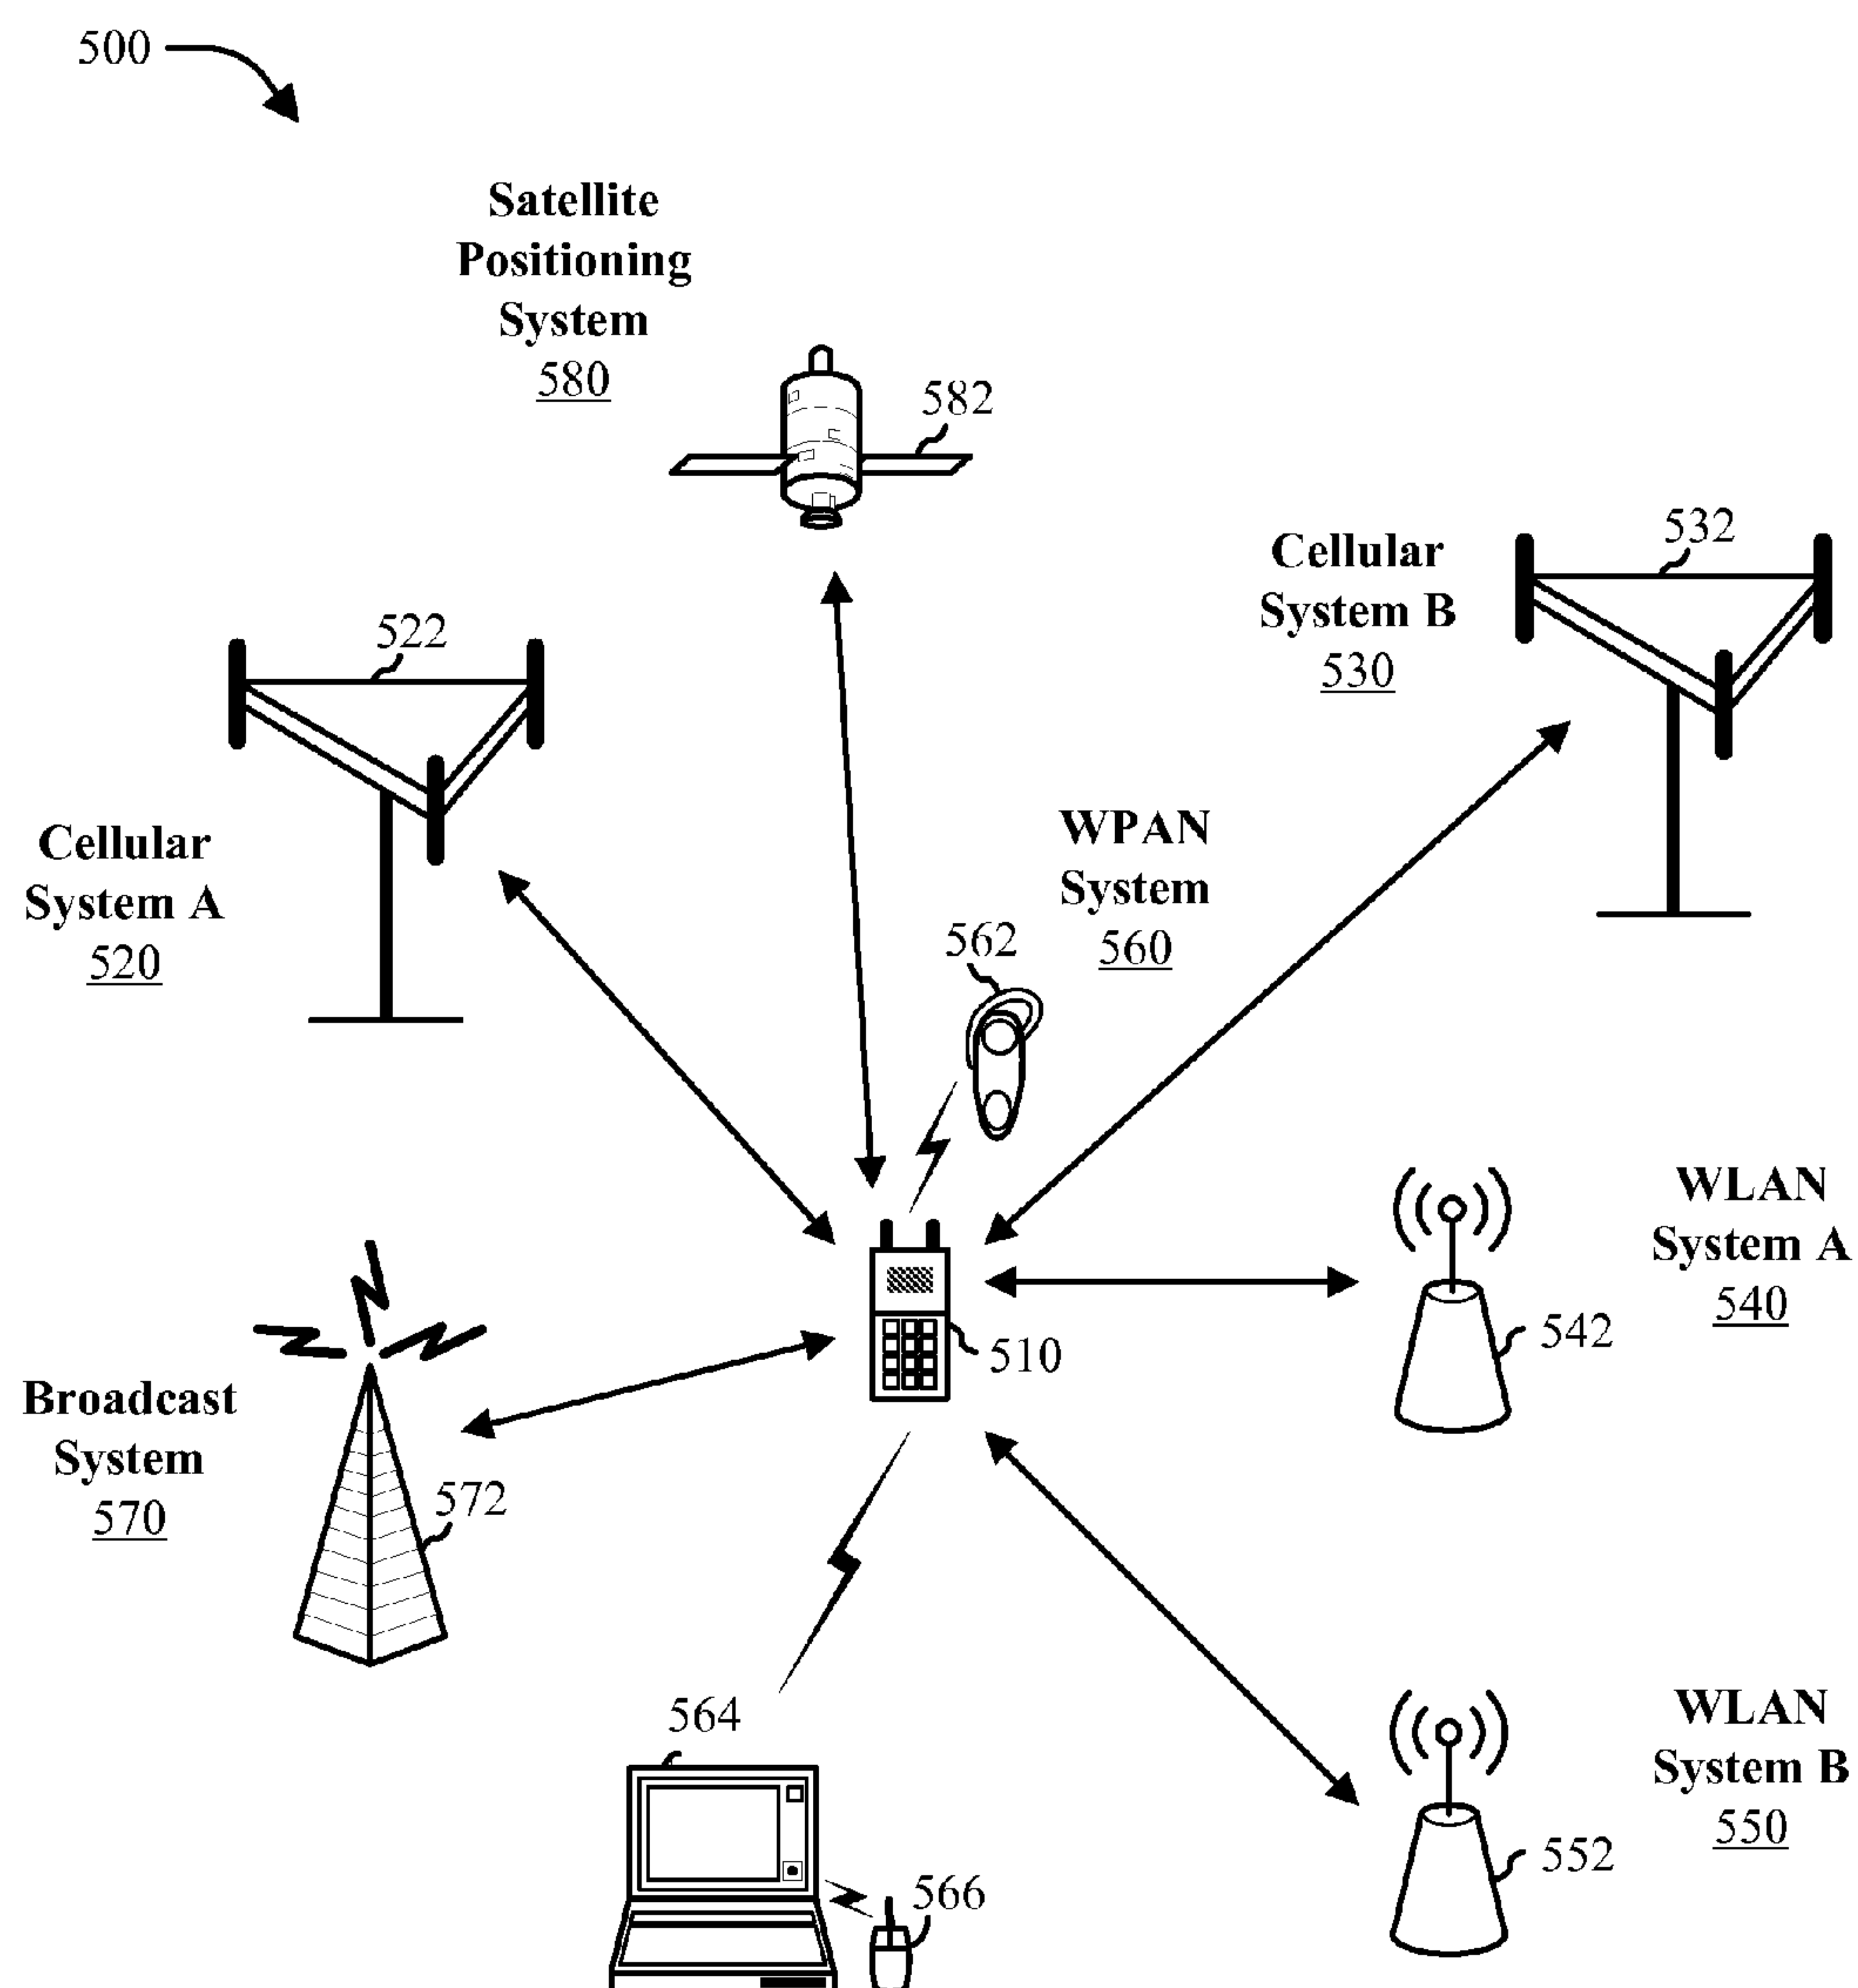 500
Satellite
Positioning
System
580
582
Cellular
System B
530
532
522
Cellular
System A
520
WPAN
System
560
562
WLAN
System A
540
542
510
Broadcast
System
570
572
564
566
WLAN
System B
550
552